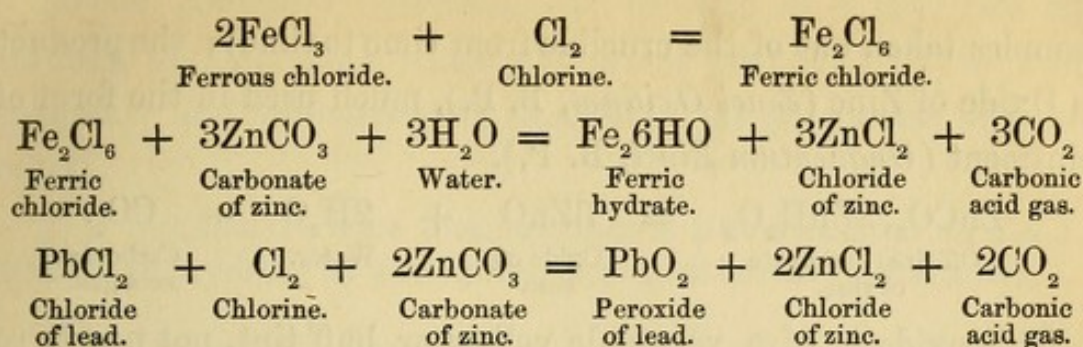 2FeCl₃ + Cl₂ = Fe₂Cl₆
Ferrous chloride. Chlorine. Ferric chloride.
Fe₂Cl₆ + 3ZnCO₃ + 3H₂O = Fe₂6HO + 3ZnCl₂ + 3CO₂
Ferric Carbonate Water. Ferric Chloride Carbonic
chloride. of zinc. hydrate. of zinc. acid gas.
PbCl₂ + Cl₂ + 2ZnCO₃ = PbO₂ + 2ZnCl₂ + 2CO₂
Chloride Chlorine. Carbonate Peroxide Chloride Carbonic
of lead. of zinc. of lead. of zinc. acid gas.